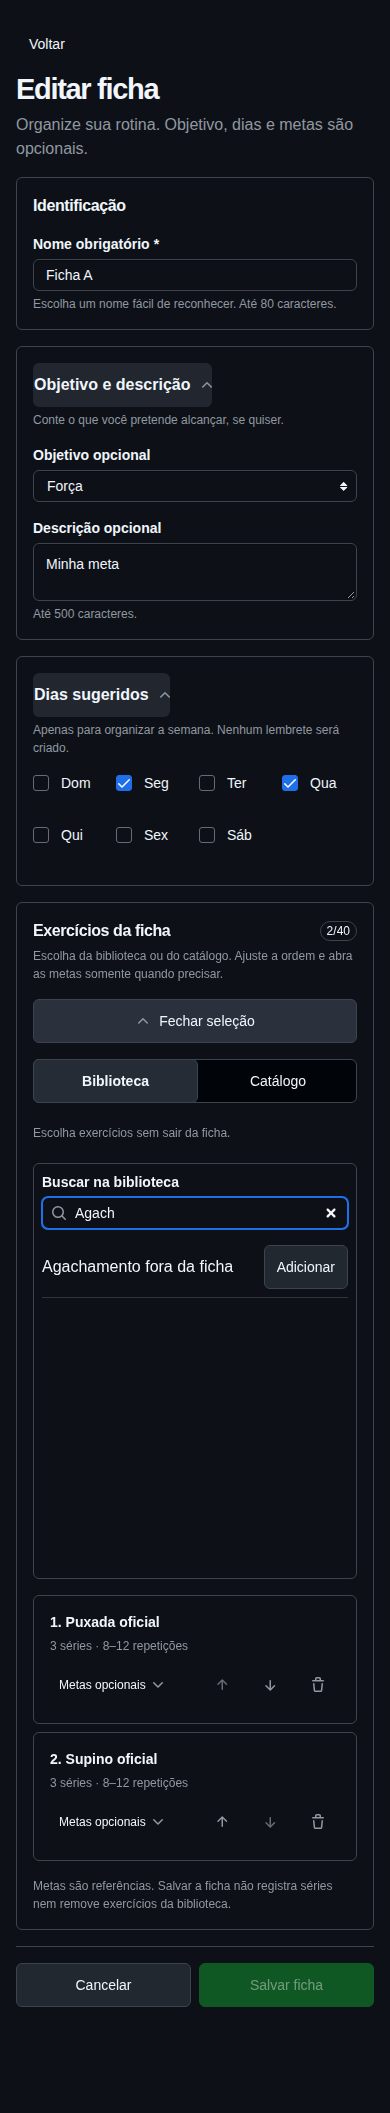 Voltar
Editar ficha
Organize sua rotina. Objetivo, dias e metas são
opcionais.
Identificação
Nome obrigatório *
Ficha A
Escolha um nome fácil de reconhecer. Até 80 caracteres.
Objetivo e descrição
Conte o que você pretende alcançar, se quiser.
Objetivo opcional
Força
Descrição opcional
Minha meta
Até 500 caracteres.
Dias sugeridos
Apenas para organizar a semana. Nenhum lembrete será
criado.
Dom Seg Ter Qua
Qui Sex Sáb
Exercícios da ficha 2/40
Escolha da biblioteca ou do catálogo. Ajuste a ordem e abra
as metas somente quando precisar.
Fechar seleção
Biblioteca Catálogo
Escolha exercícios sem sair da ficha.
Buscar na biblioteca
Agach
Agachamento fora da ficha Adicionar
1. Puxada oficial
3 séries · 8–12 repetições
Metas opcionais
2. Supino oficial
3 séries · 8–12 repetições
Metas opcionais
Metas são referências. Salvar a ficha não registra séries
nem remove exercícios da biblioteca.
Cancelar Salvar ficha